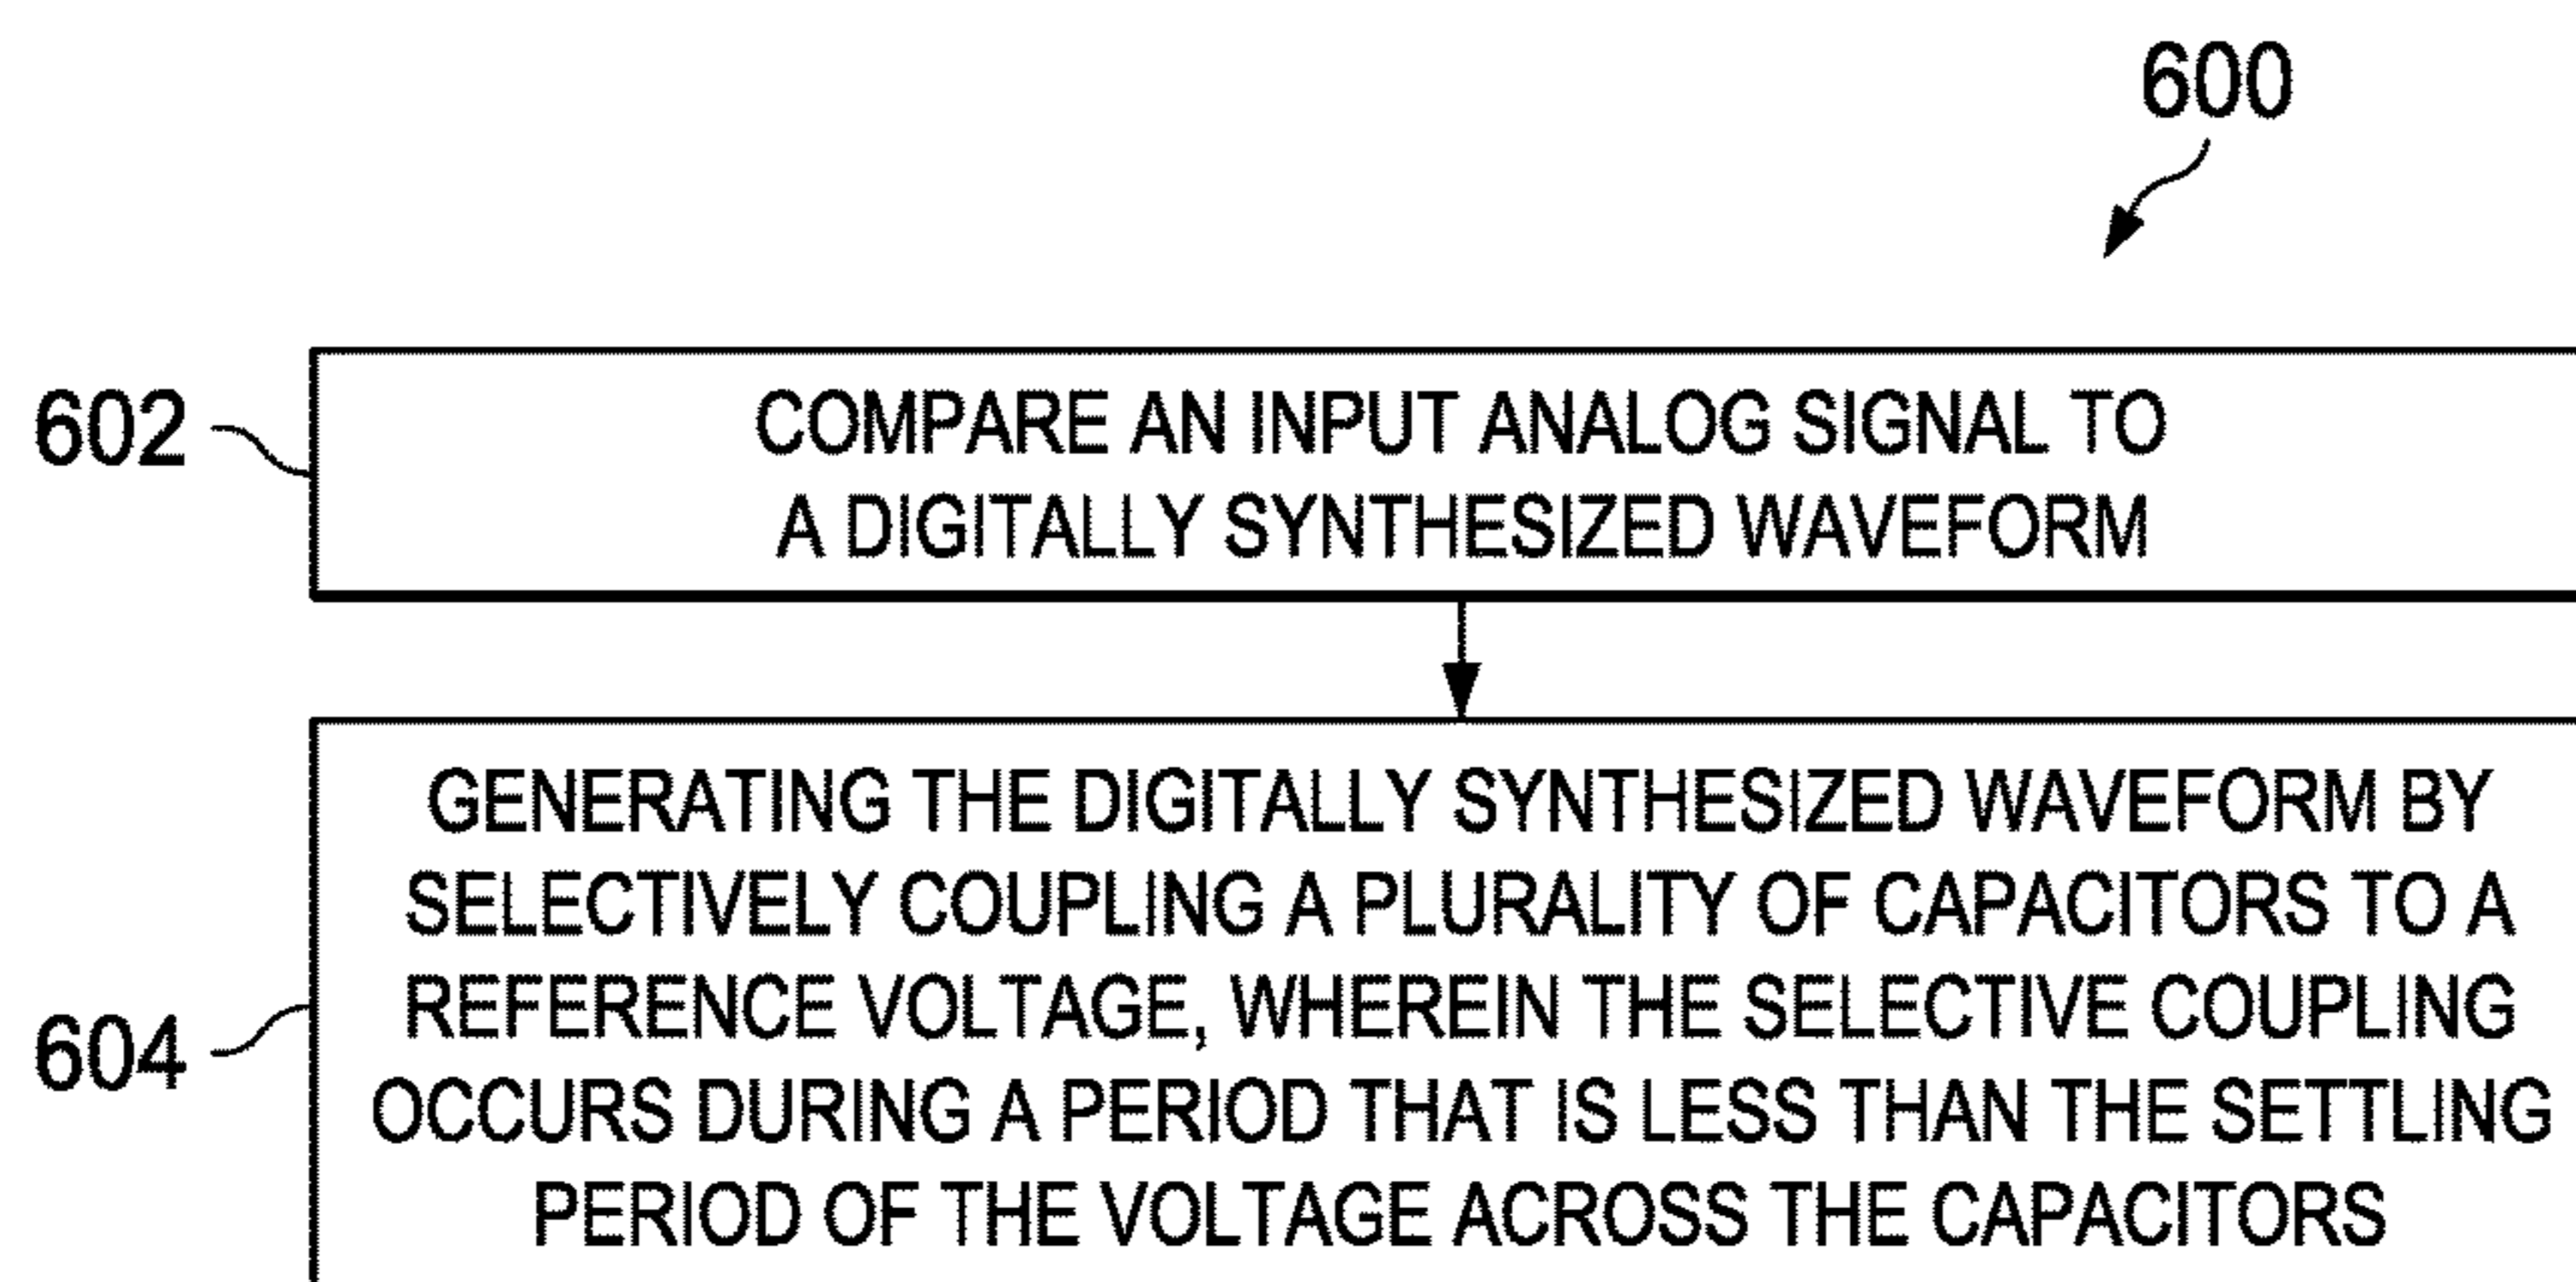 600
602
COMPARE AN INPUT ANALOG SIGNAL TO
A DIGITALLY SYNTHESIZED WAVEFORM
604
GENERATING THE DIGITALLY SYNTHESIZED WAVEFORM BY
SELECTIVELY COUPLING A PLURALITY OF CAPACITORS TO A
REFERENCE VOLTAGE, WHEREIN THE SELECTIVE COUPLING
OCCURS DURING A PERIOD THAT IS LESS THAN THE SETTLING
PERIOD OF THE VOLTAGE ACROSS THE CAPACITORS